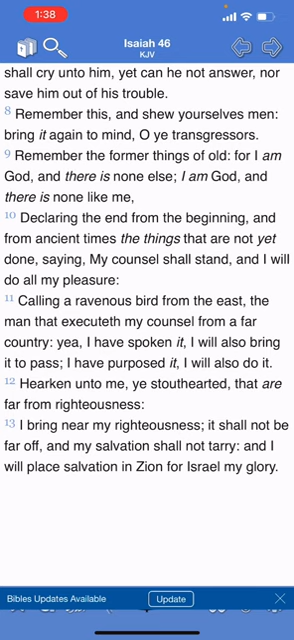 1:38
Isaiah 46
KJV
shall cry unto him, yet can he not answer, nor
save him out of his trouble.
8 Remember this, and shew yourselves men:
bring it again to mind, O ye transgressors.
9 Remember the former things of old: for I am
God, and there is none else; I am God, and
there is none like me,
10 Declaring the end from the beginning, and
from ancient times the things that are not yet
done, saying, My counsel shall stand, and I will
do all my pleasure:
11 Calling a ravenous bird from the east, the
man that executeth my counsel from a far
country: yea, I have spoken it, I will also bring
it to pass; I have purposed it, I will also do it.
12 Hearken unto me, ye stouthearted, that are
far from righteousness:
13 I bring near my righteousness; it shall not be
far off, and my salvation shall not tarry: and I
will place salvation in Zion for Israel my glory.
Bibles Updates Available
Update